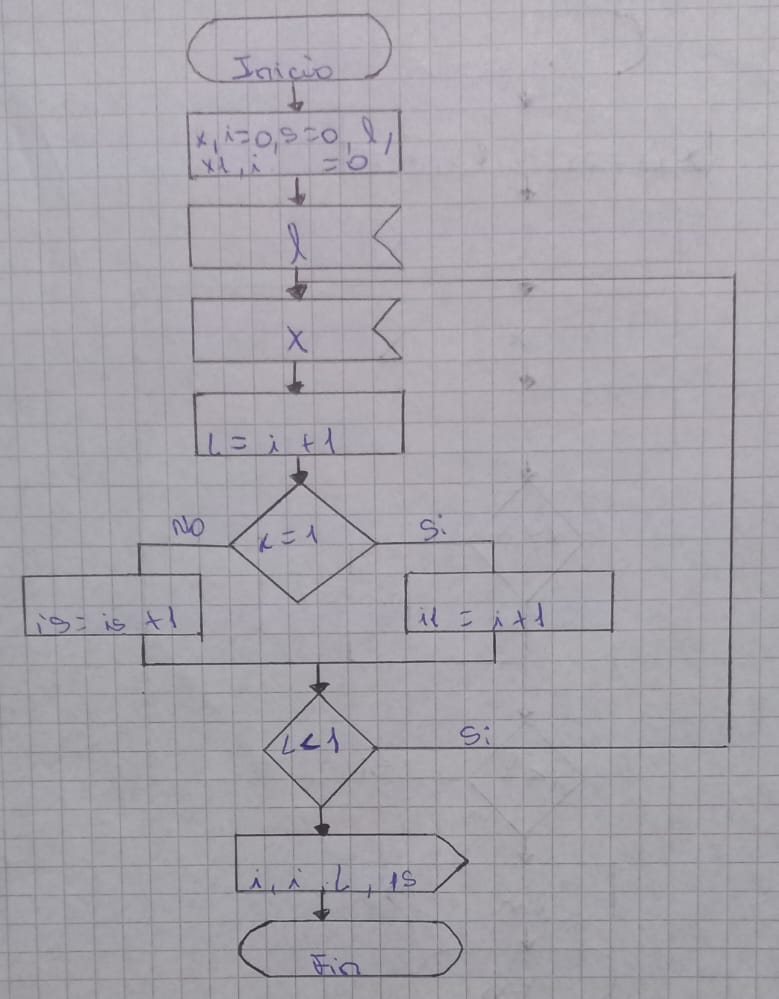 Inicio
x, i=0, s=0, l,
x1, i =0
l
x
L = i + 1
No
x = 1
Si
is = is + 1
i1 = i + 1
L < 1
Si
i, i, L, 1s
Fin